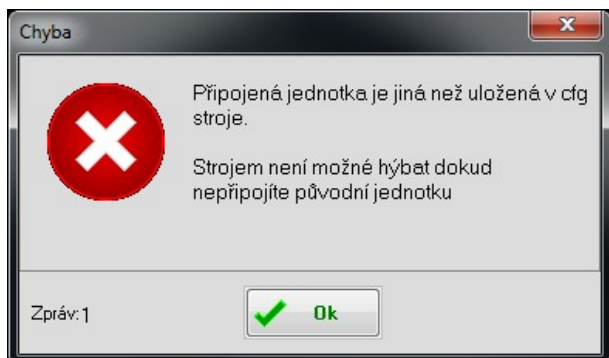 Chyba
Připojená jednotka je jiná než uložená v cfg
stroje.
Strojem není možné hýbat dokud
nepřipojíte původní jednotku
Zpráv:1
Ok